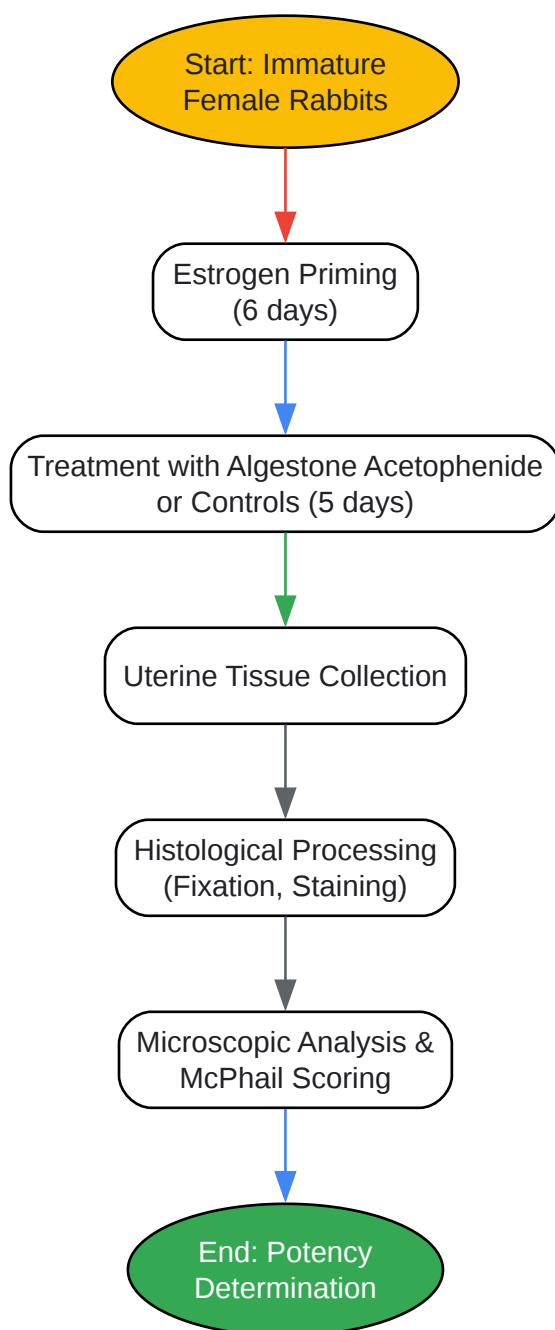 Start: Immature
Female Rabbits
Estrogen Priming
(6 days)
Treatment with Algestone Acetophenide
or Controls (5 days)
Uterine Tissue Collection
Histological Processing
(Fixation, Staining)
Microscopic Analysis &
McPhail Scoring
End: Potency
Determination